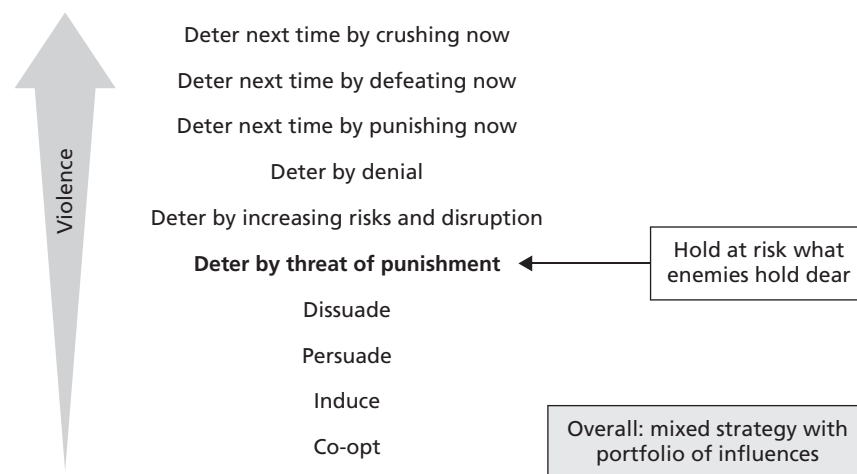 Deter next time by crushing now
Deter next time by defeating now
Deter next time by punishing now
Deter by denial
Deter by increasing risks and disruption
Deter by threat of punishment
Dissuade
Persuade
Induce
Co-opt
Violence
Hold at risk what
enemies hold dear
Overall: mixed strategy with
portfolio of influences